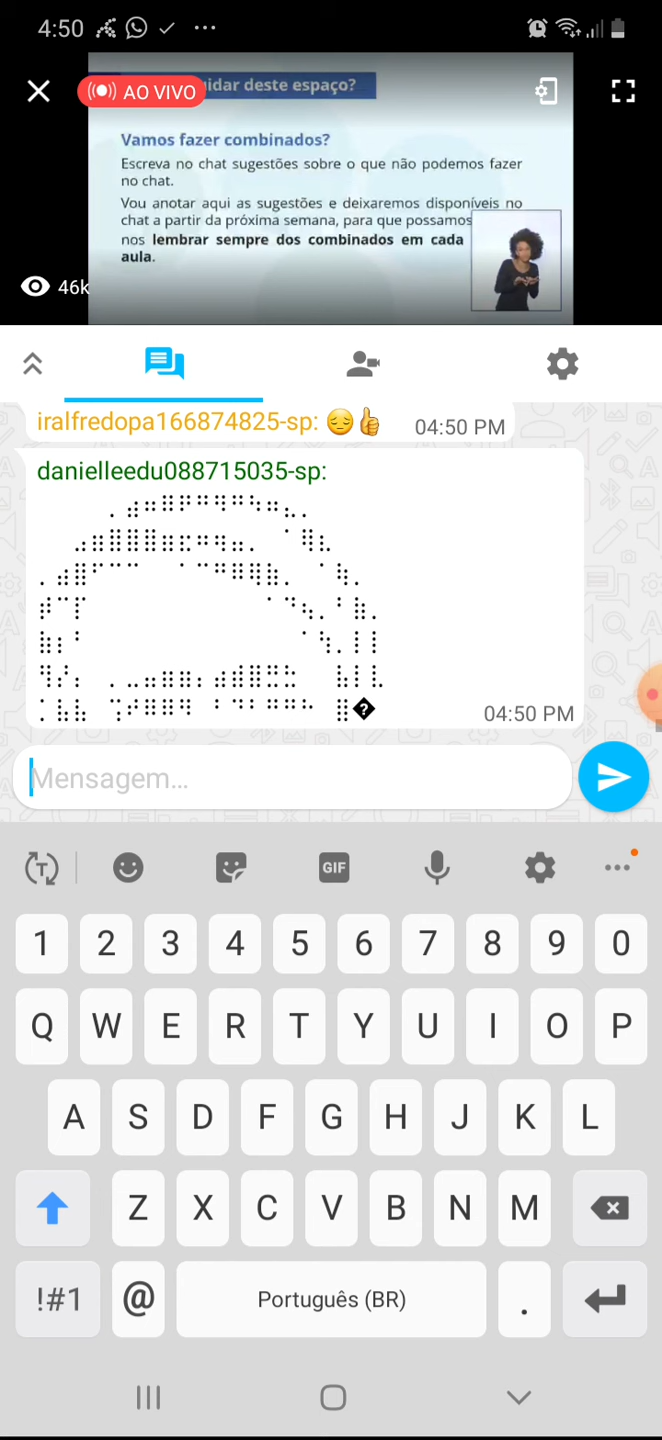 4:50
idar deste espaço?
AO VIVO
Vamos fazer combinados?
Escreva no chat sugestões sobre o que não podemos fazer
no chat.
Vou anotar aqui as sugestões e deixaremos disponíveis no
chat a partir da próxima semana, para que possamos
nos lembrar sempre dos combinados em cada
aula.
46k
iralfredopa166874825-sp: 😔👍 04:50 PM
danielleedu088715035-sp:
04:50 PM
Mensagem...
GIF
1 2 3 4 5 6 7 8 9 0
Q W E R T Y U I O P
A S D F G H J K L
Z X C V B N M
!#1 @ Português (BR) .